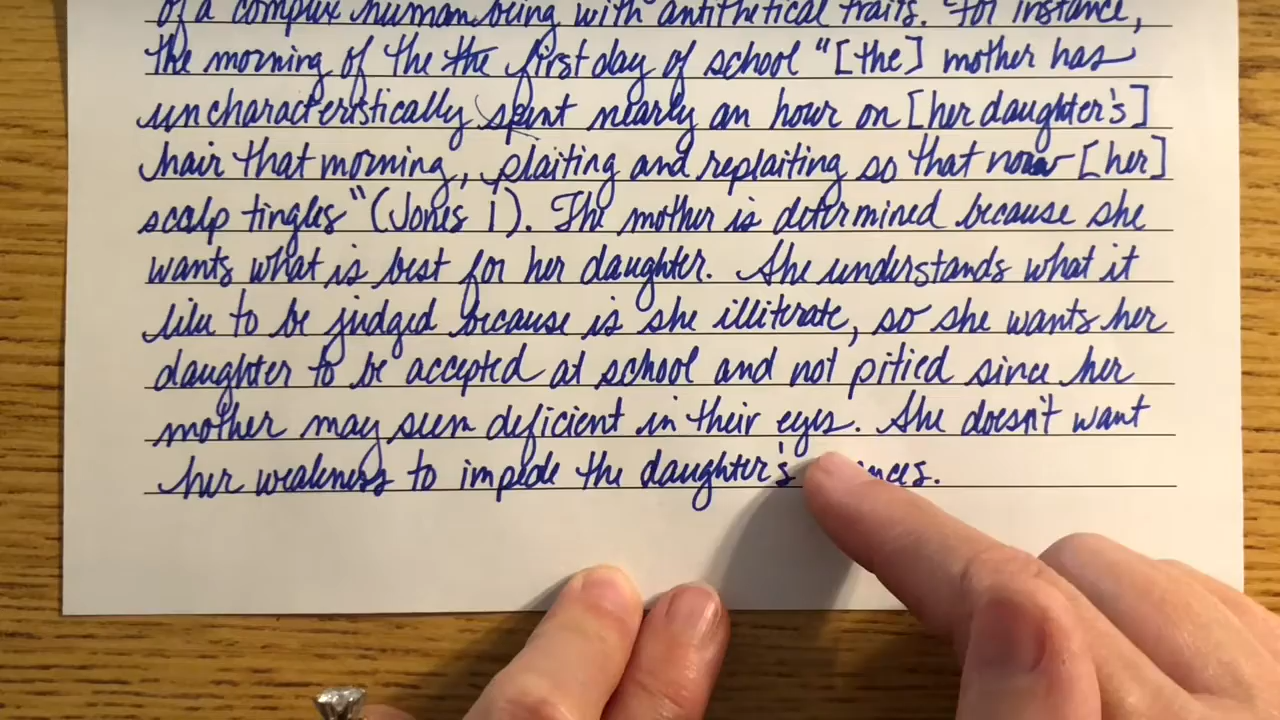 of a complex human being with antithetical traits. For instance,
the morning of the the first day of school "[the] mother has
uncharacteristically spent nearly an hour on [her daughter's]
hair that morning, plaiting and replaiting so that now [her]
scalp tingles" (Jones 1). The mother is determined because she
wants what is best for her daughter. She understands what it
like to be judged because is she illiterate, so she wants her
daughter to be accepted at school and not pitied since her
mother may seem deficient in their eyes. She doesn't want
her weakness to impede the daughter's